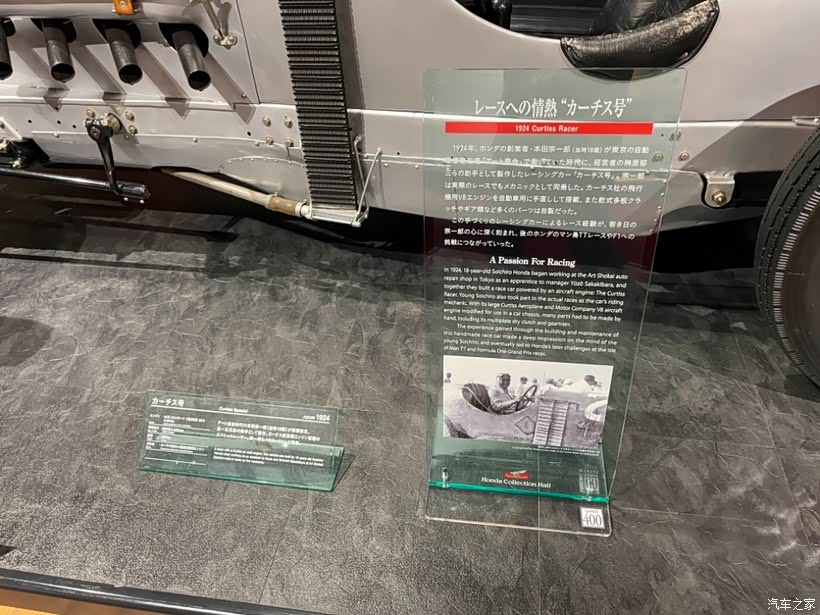 レースへの情熱 “カーチス号”
1924 Curtiss Racer
1924年、ホンダの創業者・本田宗一郎(当時18歳)が東京の自動
車修理工場「アート商会」で働いていた時代に、経営者の榊原郁
三らの助手として製作したレーシングカー「カーチス号」。宗一郎
は実際のレースでもメカニックとして同乗した。カーチス社の飛行
機用V8エンジンを自動車用に手直しして搭載、また乾式多板クラ
ッチやギア類など多くのパーツは自製だった。
この手づくりのレーシングカーによるレース経験が、若き日の
宗一郎の心に深く刻まれ、後のホンダのマン島TTレースやF1への
挑戦につながっていった。
A Passion For Racing
In 1924, 18-year-old Soichiro Honda began working at the Art Shokai auto
repair shop in Tokyo as an apprentice to manager Yūzō Sakakibara, and
together they built a race car powered by an aircraft engine: The Curtiss
Racer. Young Soichiro also took part in the actual races as the car's riding
mechanic. With its large Curtiss Aeroplane and Motor Company V8 aircraft
engine modified for use in a car chassis, many parts had to be made by
hand, including its multiplate dry clutch and geartrain.
The experience gained through the building and maintenance of
this handmade race car made a deep impression on the mind of the
young Soichiro, and eventually led to Honda's later challenges at the Isle
of Man TT and Formula One Grand Prix races.
Honda Collection Hall
400
カーチス号
Curtiss Special
1924
汽车之家